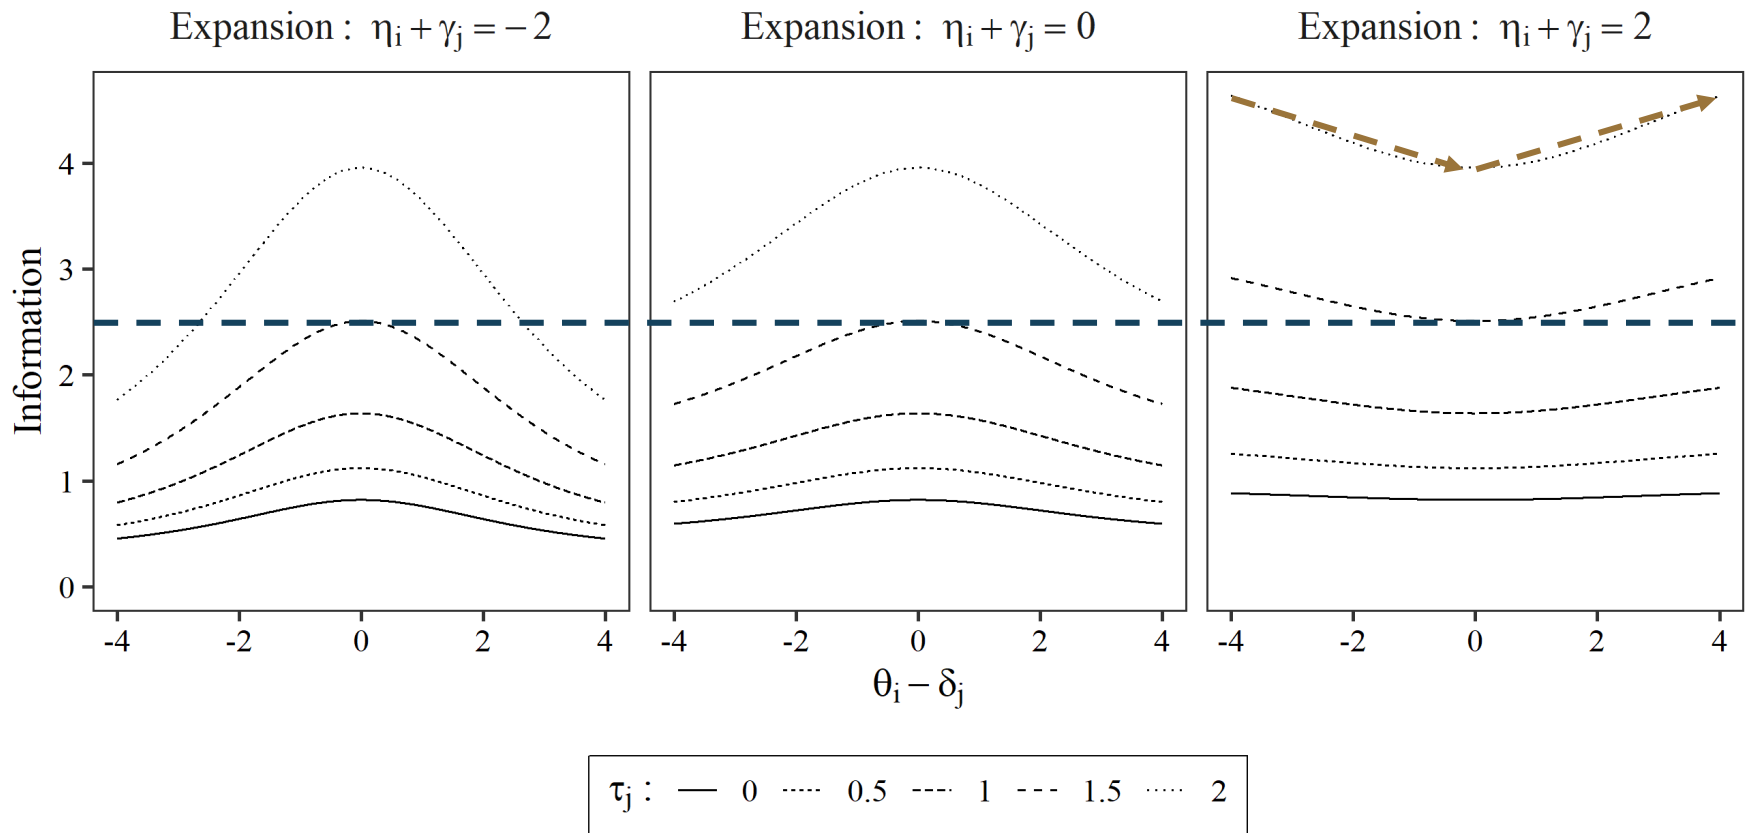 Expansion : ηi + γj = − 2
Expansion : ηi + γj = 0
Expansion : ηi + γj = 2
Information
4
3
2
1
0
-4 -2 0 2 4
-4 -2 0 2 4
-4 -2 0 2 4
θi − δj
τj : 0 0.5 1 1.5 2